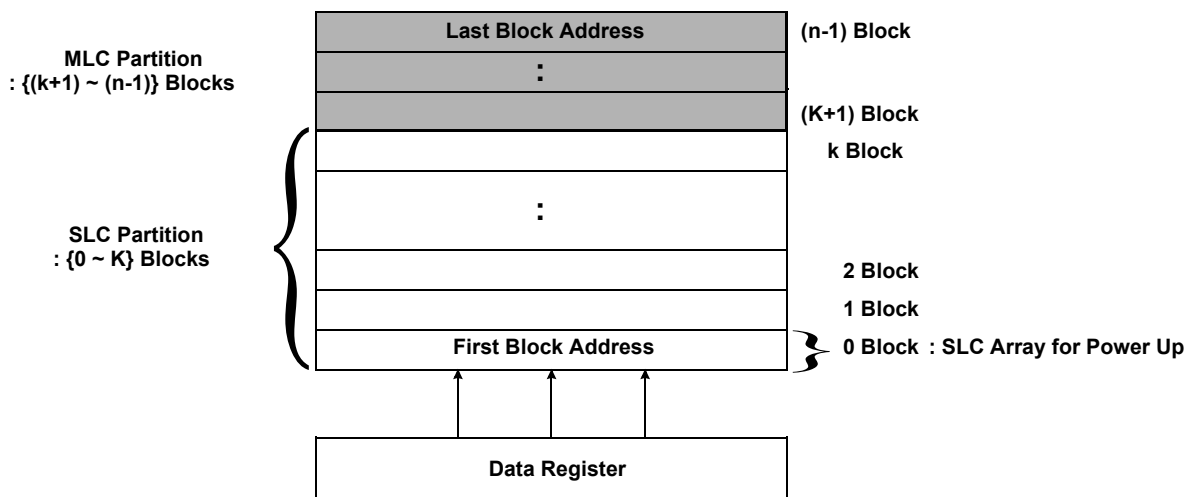 Last Block Address
(n-1) Block
MLC Partition
: {(k+1) ~ (n-1)} Blocks
:
(K+1) Block
k Block
:
SLC Partition
: {0 ~ K} Blocks
2 Block
1 Block
First Block Address
0 Block : SLC Array for Power Up
Data Register